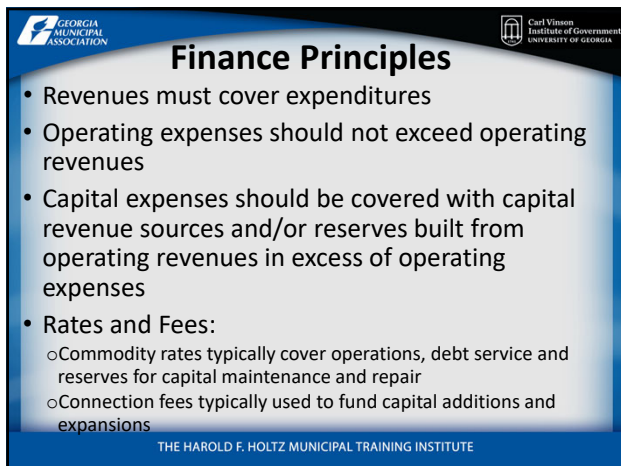 GEORGIA
MUNICIPAL
ASSOCIATION
Carl Vinson
Institute of Government
UNIVERSITY OF GEORGIA
Finance Principles
• Revenues must cover expenditures
• Operating expenses should not exceed operating
revenues
• Capital expenses should be covered with capital
revenue sources and/or reserves built from
operating revenues in excess of operating
expenses
• Rates and Fees:
oCommodity rates typically cover operations, debt service and
reserves for capital maintenance and repair
oConnection fees typically used to fund capital additions and
expansions
THE HAROLD F. HOLTZ MUNICIPAL TRAINING INSTITUTE